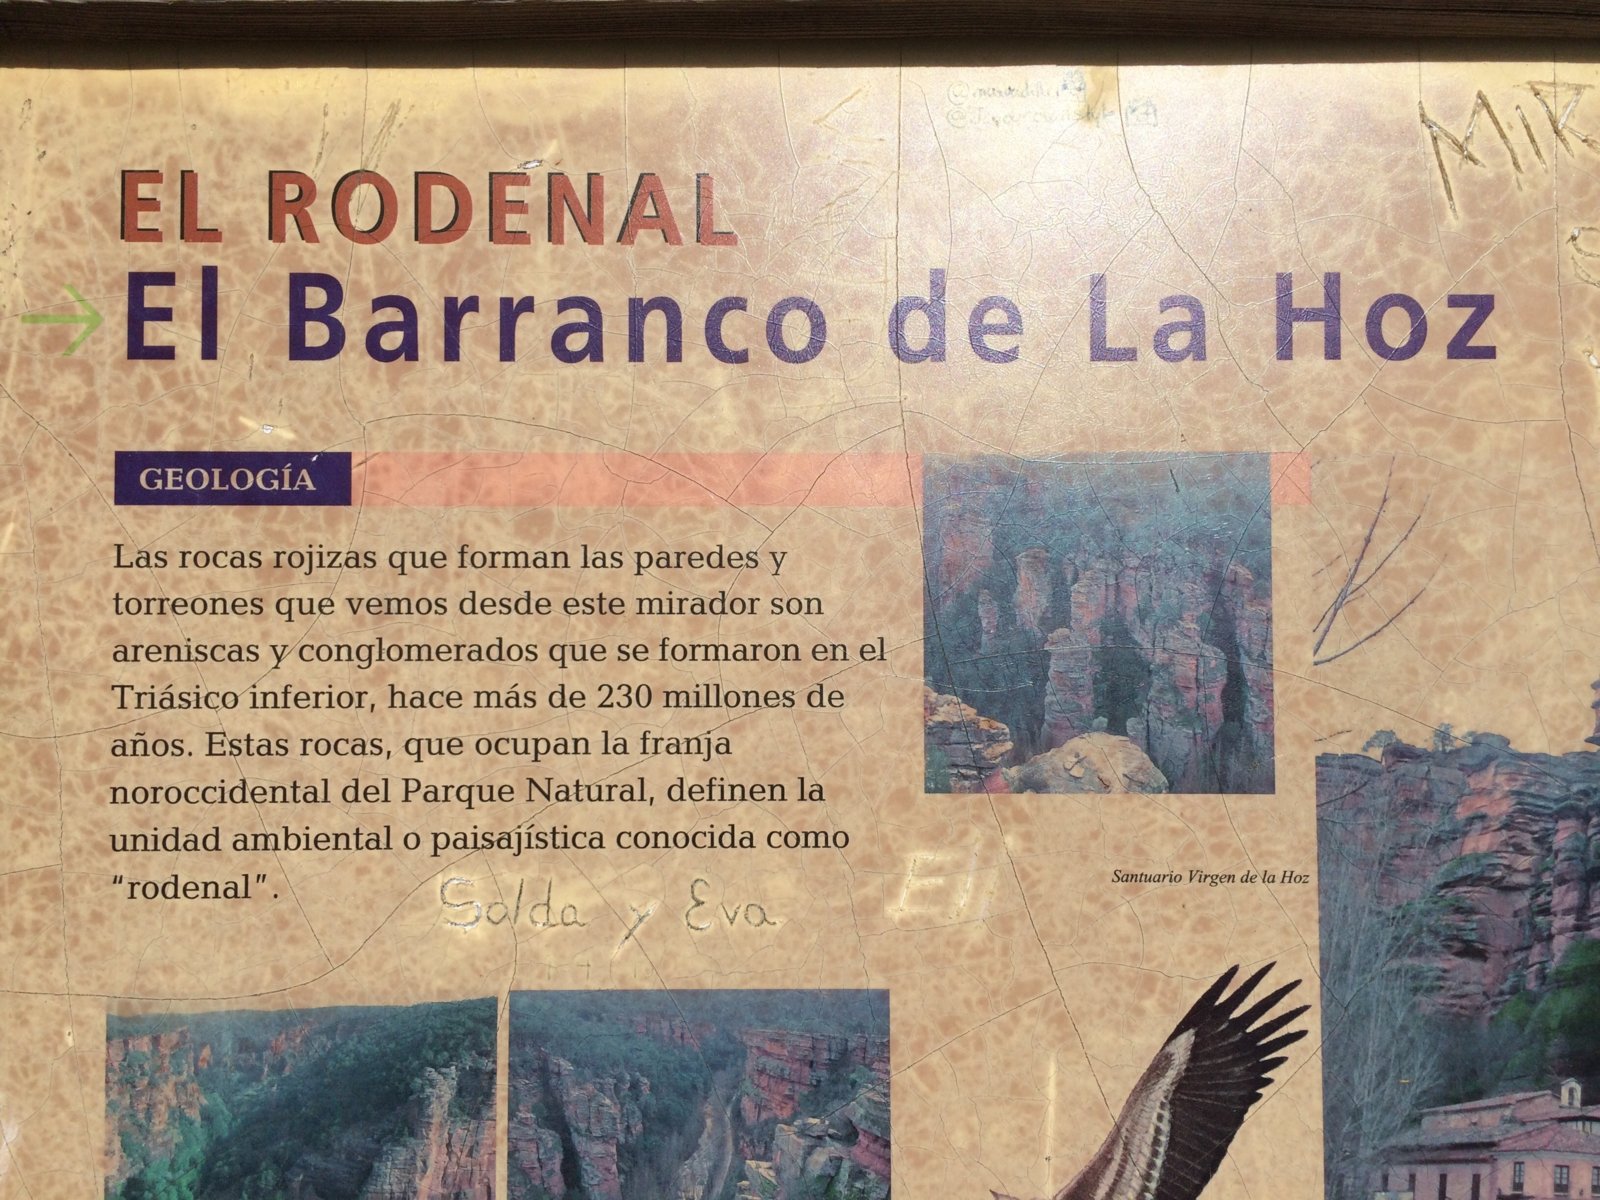 EL RODENAL
El Barranco de La Hoz
GEOLOGÍA
Las rocas rojizas que forman las paredes y
torreones que vemos desde este mirador son
areniscas y conglomerados que se formaron en el
Triásico inferior, hace más de 230 millones de
años. Estas rocas, que ocupan la franja
noroccidental del Parque Natural, definen la
unidad ambiental o paisajística conocida como
“rodenal”.
Salda y Eva
Santuario Virgen de la Hoz